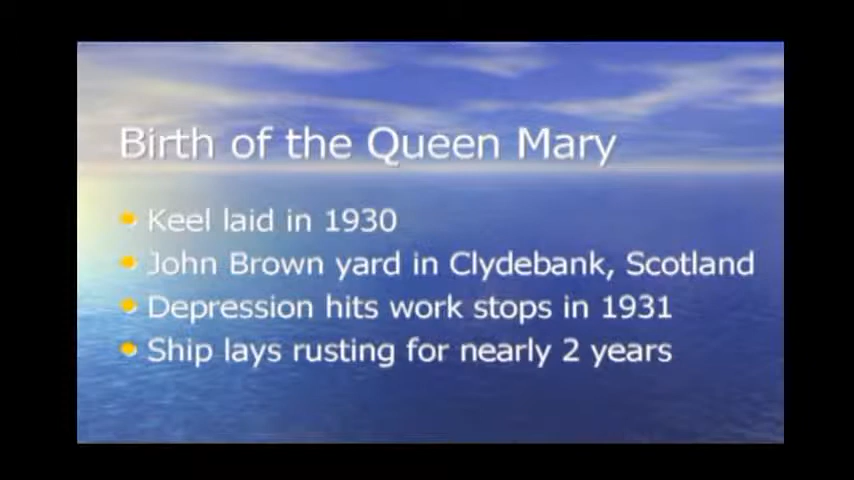 Birth of the Queen Mary
Keel laid in 1930
John Brown yard in Clydebank, Scotland
Depression hits work stops in 1931
Ship lays rusting for nearly 2 years